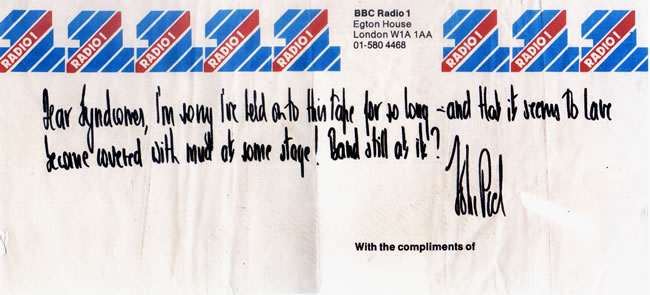 RADIO 1 RADIO 1 RADIO 1 RADIO 1 RADIO 1
BBC Radio 1
Egton House
London W1A 1AA
01-580 4468
RADIO 1 RADIO 1 RADIO 1
Dear Syndromes, I'm sorry I've held onto this tape for so long - and that it seems to have
become covered with mud at some stage! Band still at it?
John Peel
With the compliments of